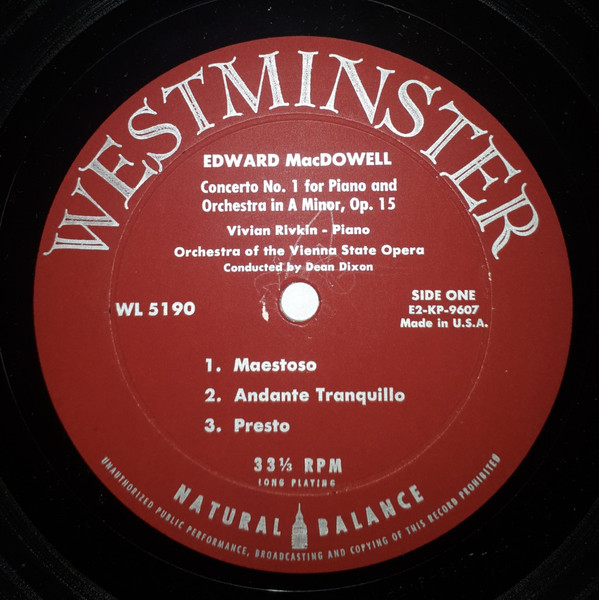 WESTMINSTER
EDWARD MacDOWELL
Concerto No. 1 for Piano and
Orchestra in A Minor, Op. 15
Vivian Rivkin - Piano
Orchestra of the Vienna State Opera
Conducted by Dean Dixon
WL 5190
SIDE ONE
E2-KP-9607
Made in U.S.A.
1. Maestoso
2. Andante Tranquillo
3. Presto
33⅓ RPM
LONG PLAYING
NATURAL BALANCE
UNAUTHORIZED PUBLIC PERFORMANCE, BROADCASTING AND COPYING OF THIS RECORD PROHIBITED